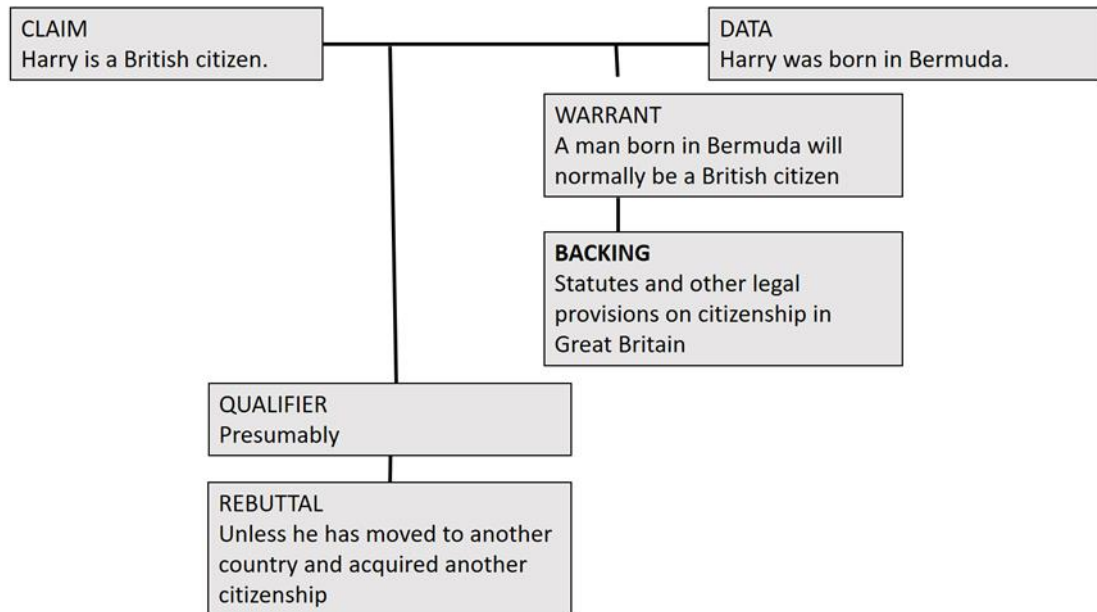 CLAIM
Harry is a British citizen.
DATA
Harry was born in Bermuda.
WARRANT
A man born in Bermuda will
normally be a British citizen
BACKING
Statutes and other legal
provisions on citizenship in
Great Britain
QUALIFIER
Presumably
REBUTTAL
Unless he has moved to another
country and acquired another
citizenship